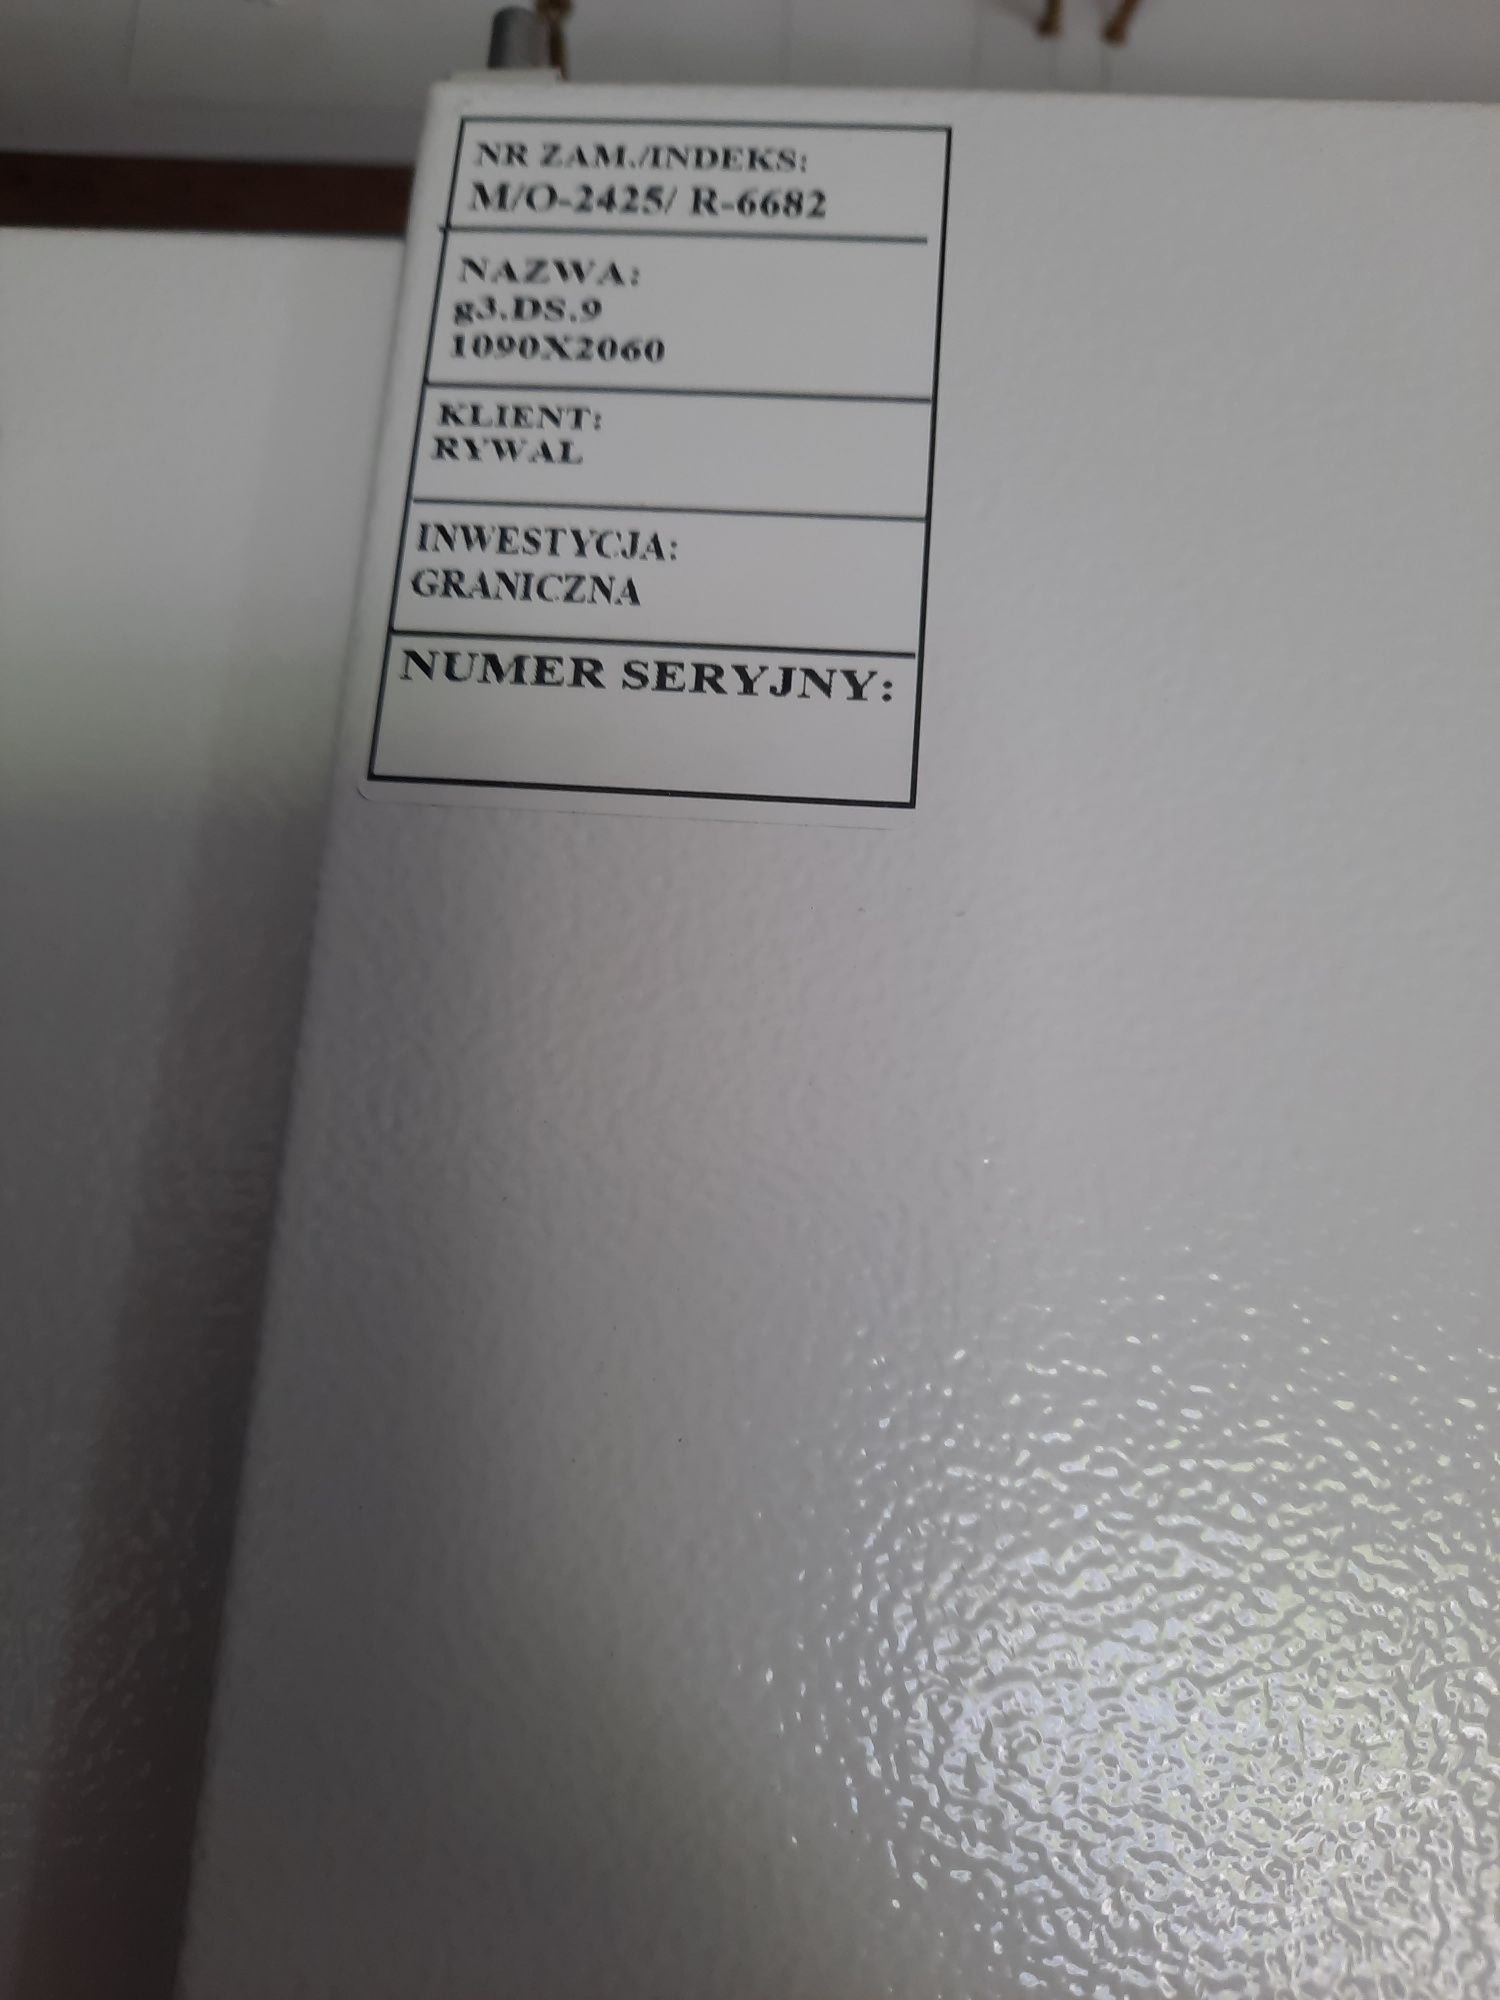 NR ZAM./INDEKS:
M/O-2425/ R-6682
NAZWA:
g3.DS.9
1090X2060
KLIENT:
RYWAL
INWESTYCJA:
GRANICZNA
NUMER SERYJNY: